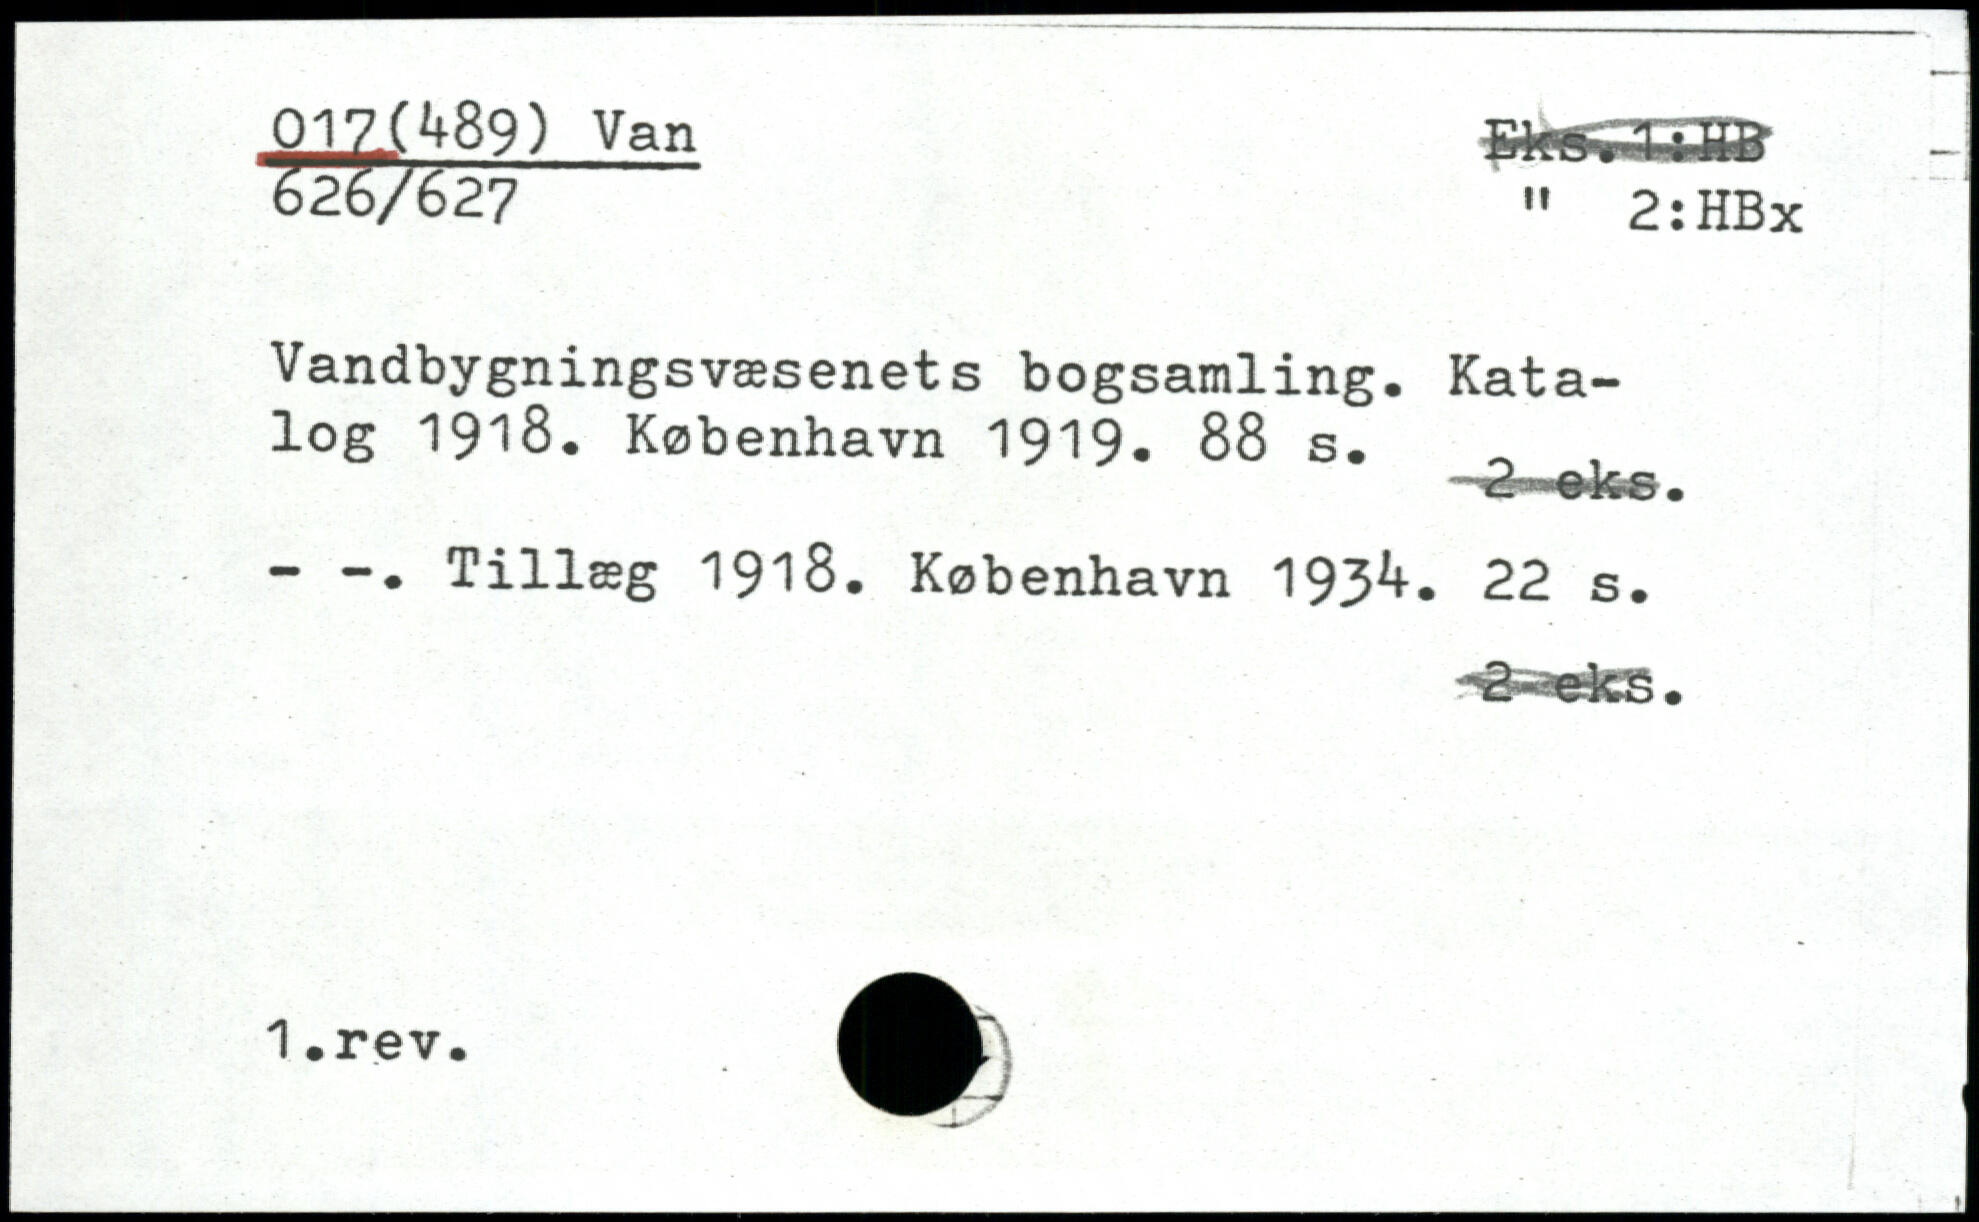 017(489) Van
Eks. 1:HB
626/627
" 2:HBx
Vandbygningsvæsenets bogsamling. Kata-
log 1918. København 1919. 88 s.
2 eks.
- -. Tillæg 1918. København 1934. 22 s.
2 eks.
1.rev.